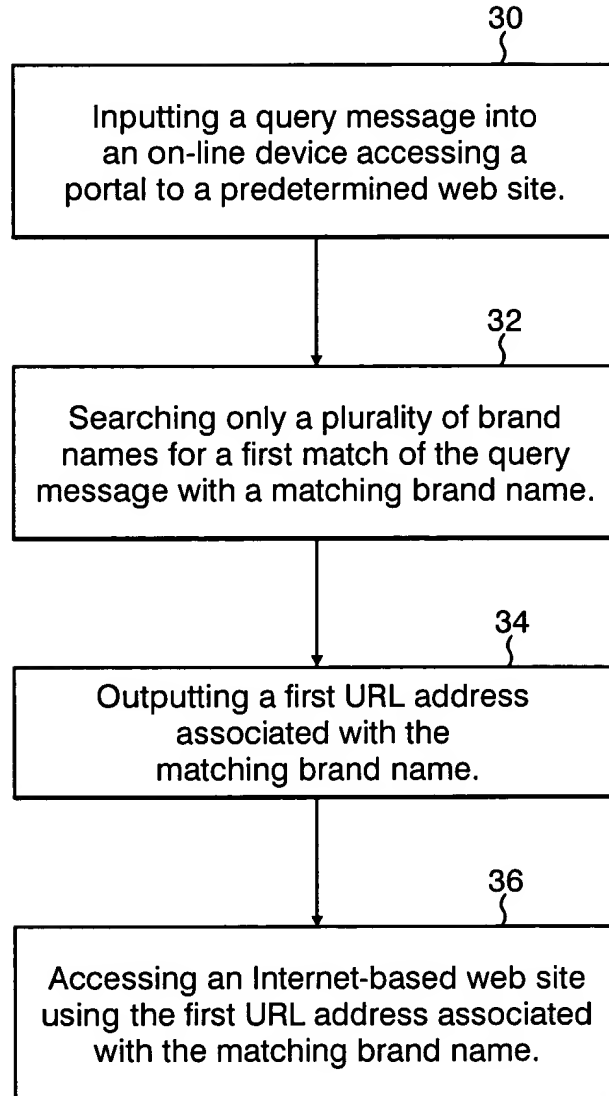 30
Inputting a query message into
an on-line device accessing a
portal to a predetermined web site.
32
Searching only a plurality of brand
names for a first match of the query
message with a matching brand name.
34
Outputting a first URL address
associated with the
matching brand name.
36
Accessing an Internet-based web site
using the first URL address associated
with the matching brand name.